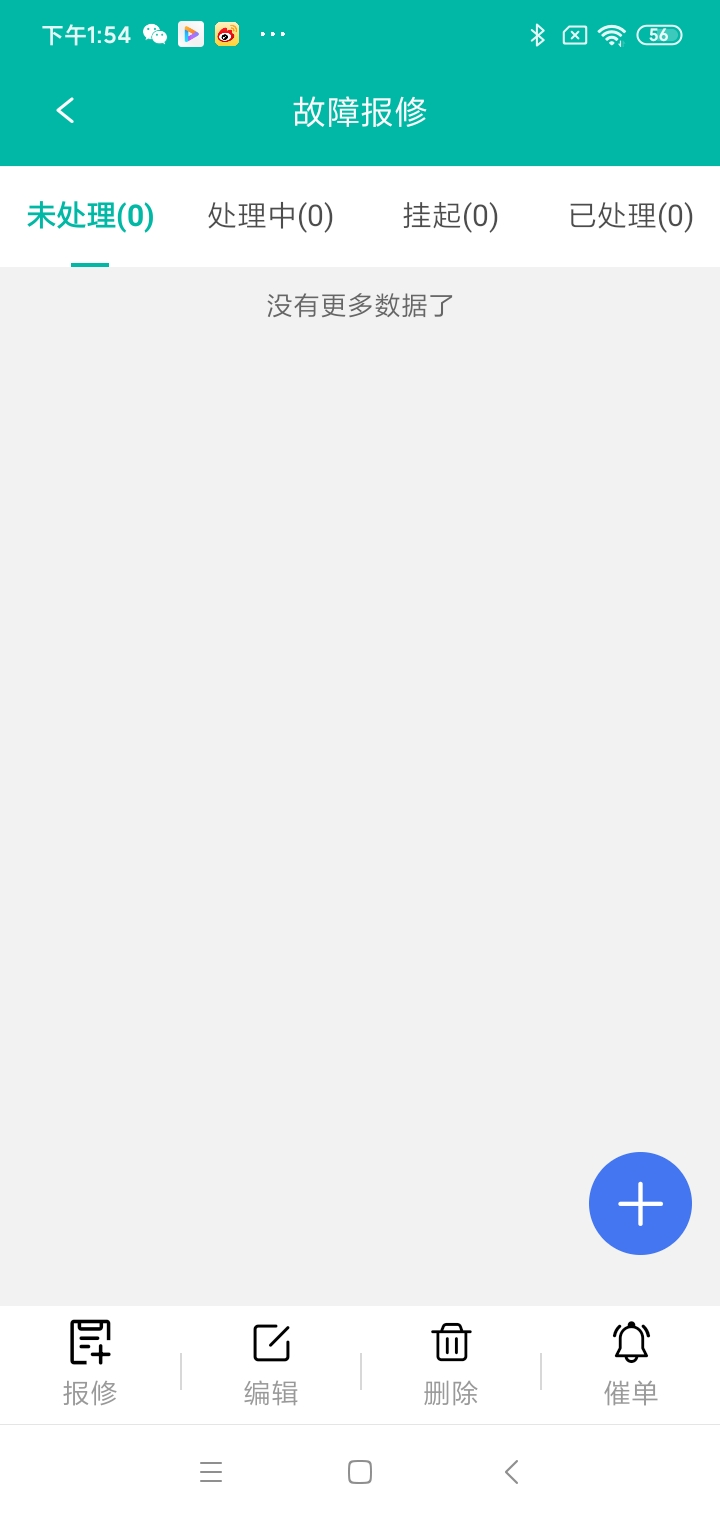 下午1:54 ... 56
故障报修
未处理(0) 处理中(0) 挂起(0) 已处理(0)
没有更多数据了
报修 编辑 删除 催单